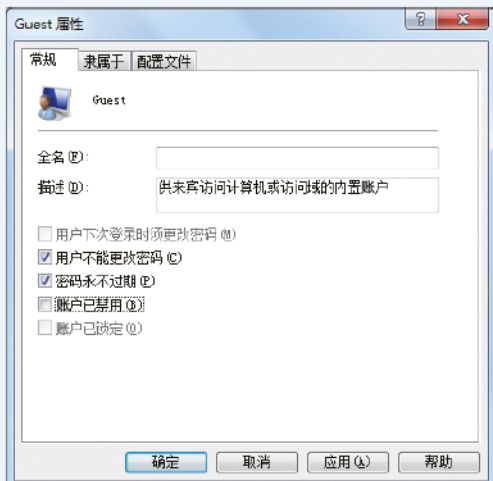 Guest 属性
常规 隶属于 配置文件
Guest
全名(F):
描述(D): 供来宾访问计算机或访问域的内置账户
用户下次登录时须更改密码(M)
用户不能更改密码(C)
密码永不过期(P)
账户已禁用(B)
账户已锁定(O)
确定 取消 应用(A) 帮助